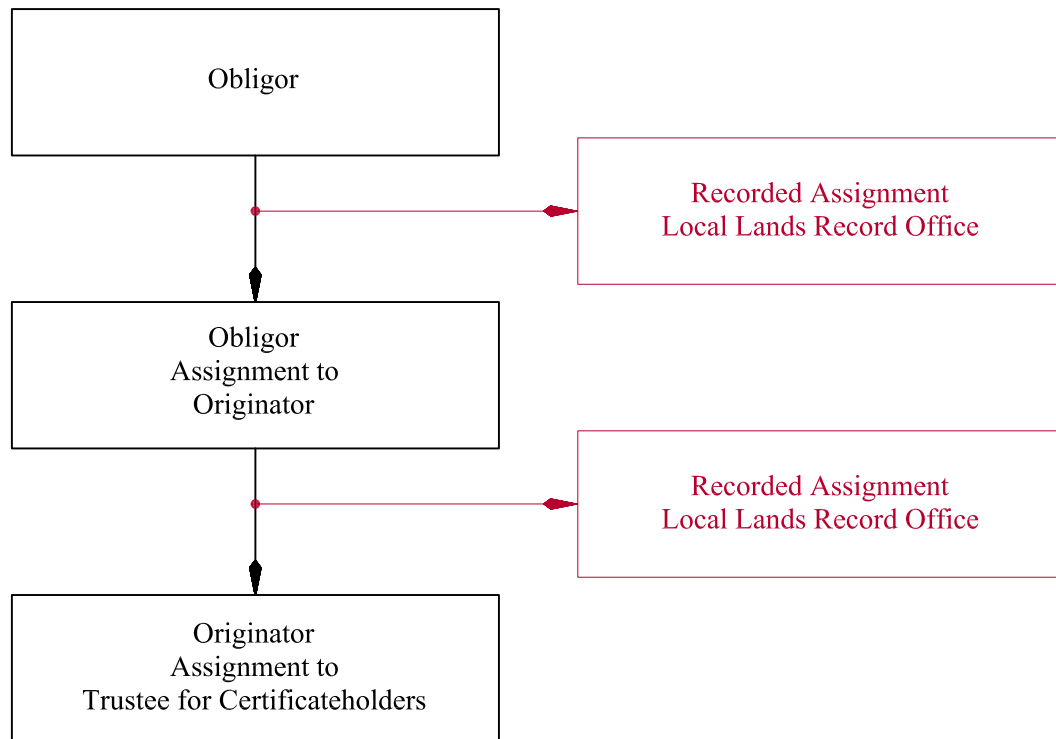 Obligor
Recorded Assignment
Local Lands Record Office
Obligor
Assignment to
Originator
Recorded Assignment
Local Lands Record Office
Originator
Assignment to
Trustee for Certificateholders